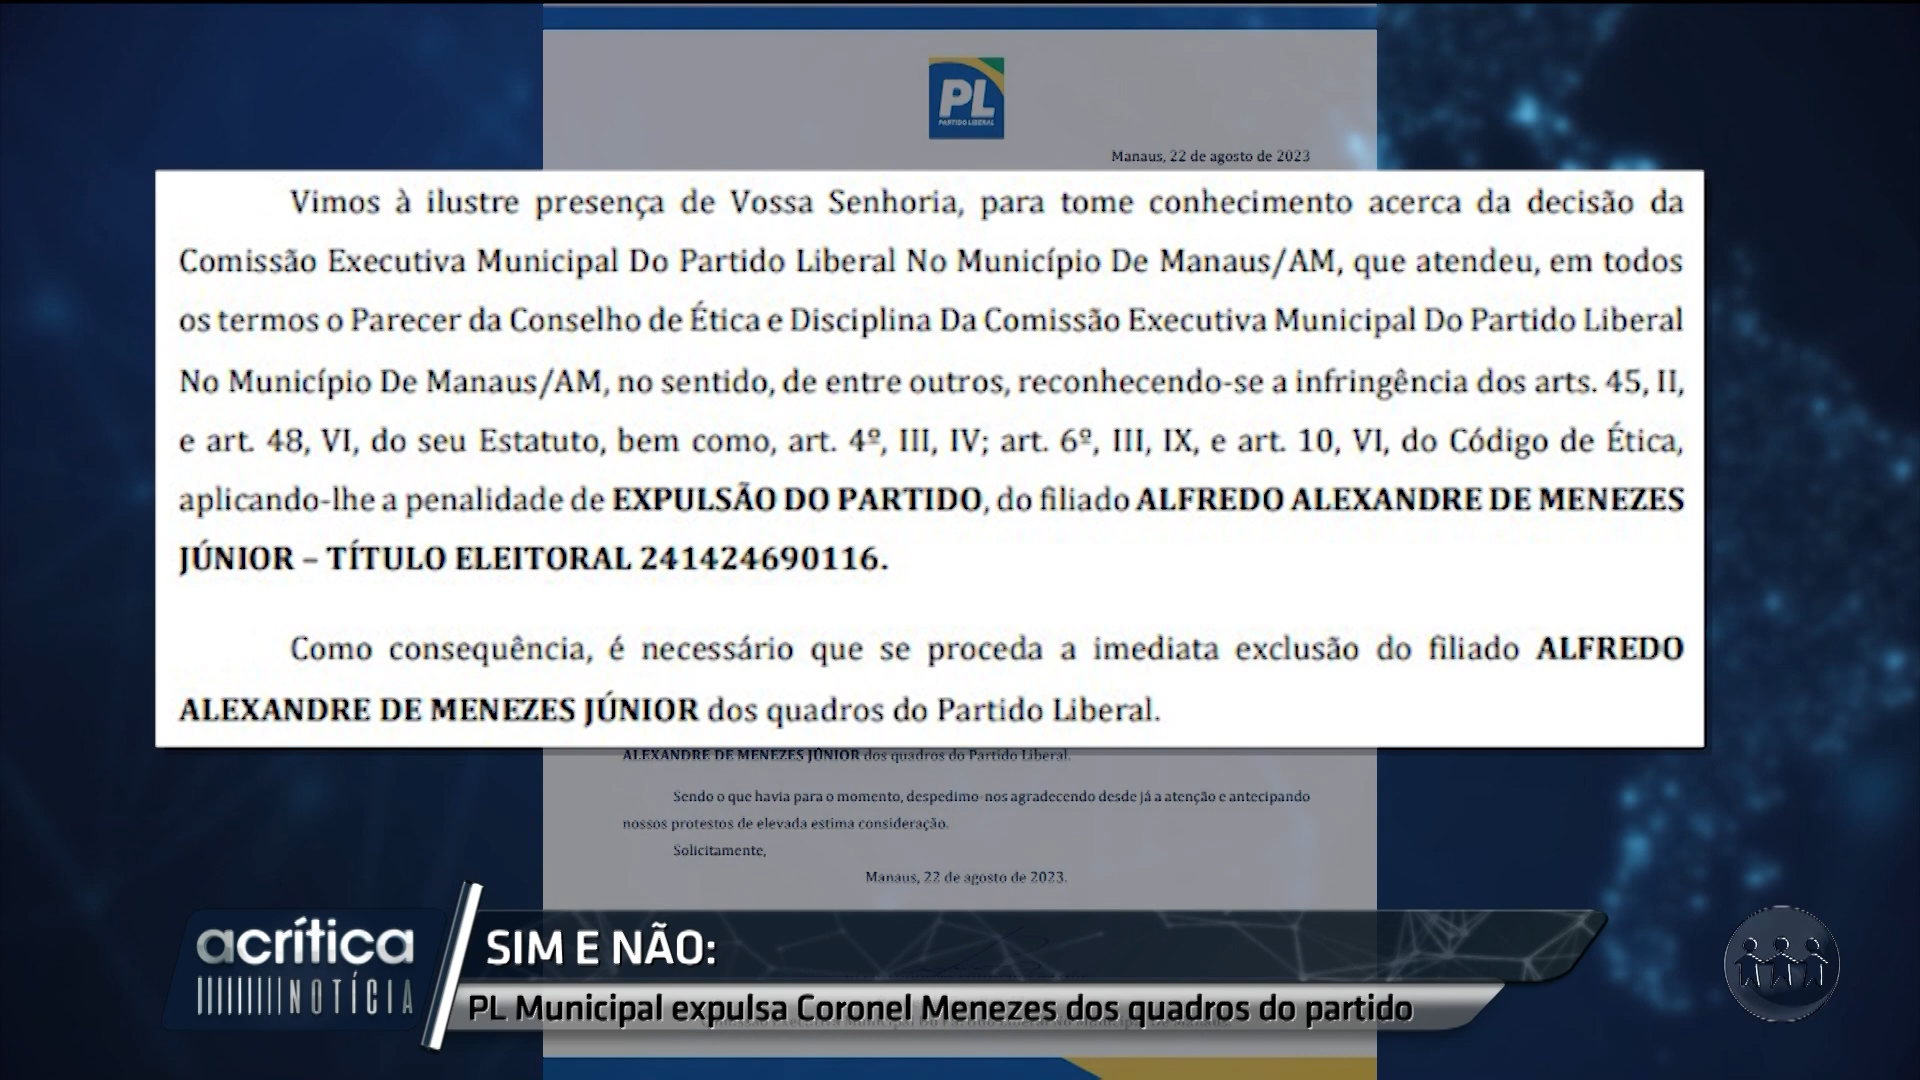 PL
PARTIDO LIBERAL
Manaus, 22 de agosto de 2023
Vimos à ilustre presença de Vossa Senhoria, para tome conhecimento acerca da decisão da
Comissão Executiva Municipal Do Partido Liberal No Município De Manaus/AM, que atendeu, em todos
os termos o Parecer da Conselho de Ética e Disciplina Da Comissão Executiva Municipal Do Partido Liberal
No Município De Manaus/AM, no sentido, de entre outros, reconhecendo-se a infringência dos arts. 45, II,
e art. 48, VI, do seu Estatuto, bem como, art. 4º, III, IV; art. 6º, III, IX, e art. 10, VI, do Código de Ética,
aplicando-lhe a penalidade de EXPULSÃO DO PARTIDO, do filiado ALFREDO ALEXANDRE DE MENEZES
JÚNIOR – TÍTULO ELEITORAL 241424690116.
Como consequência, é necessário que se proceda a imediata exclusão do filiado ALFREDO
ALEXANDRE DE MENEZES JÚNIOR dos quadros do Partido Liberal.
ALEXANDRE DE MENEZES JÚNIOR dos quadros do Partido Liberal.
Sendo o que havia para o momento, despedimo-nos agradecendo desde já a atenção e antecipando
nossos protestos de elevada estima consideração.
Solicitamente,
Manaus, 22 de agosto de 2023.
acrítica
NOTÍCIA
SIM E NÃO:
PL Municipal expulsa Coronel Menezes dos quadros do partido